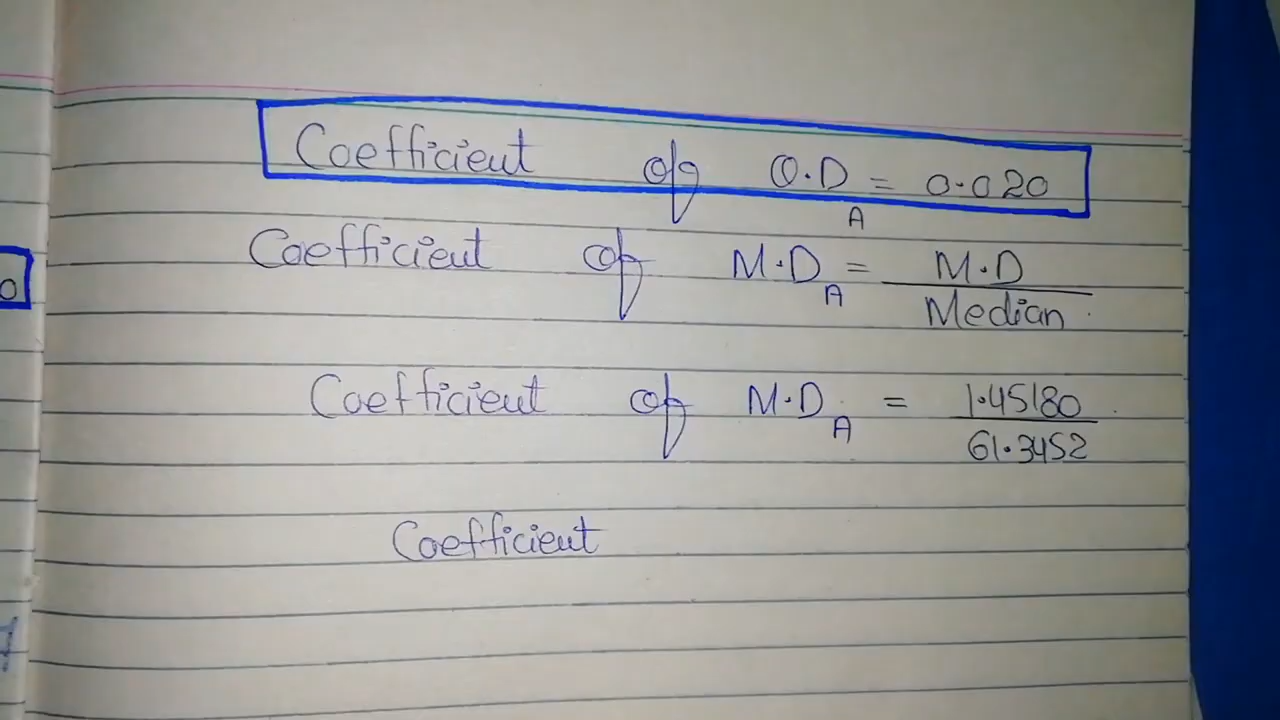 Coefficient of Q.D A = 0.020
Coefficient of M.D A = M.D / Median
Coefficient of M.D A = 1.45180 / 61.3452
Coefficient